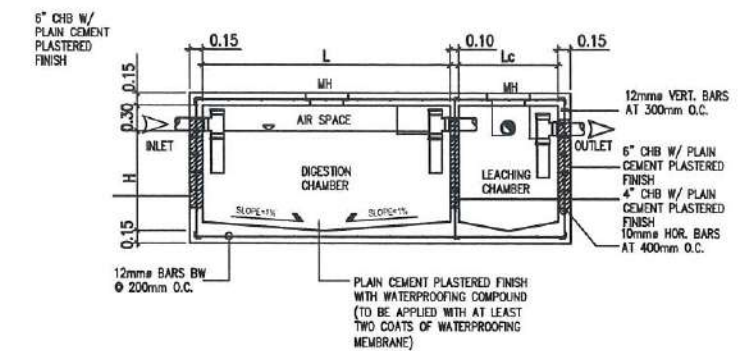 6" CHB W/
PLAIN CEMENT
PLASTERED
FINISH
0.15
L
0.10
Lc
0.15
0.15
MH
MH
12mmø VERT. BARS
AT 300mm O.C.
0.30
AIR SPACE
INLET
OUTLET
6" CHB W/ PLAIN
CEMENT PLASTERED
FINISH
H
DIGESTION
CHAMBER
LEACHING
CHAMBER
4" CHB W/ PLAIN
CEMENT PLASTERED
FINISH
SLOPE=1%
SLOPE=1%
10mmø HOR. BARS
AT 400mm O.C.
0.15
12mmø BARS BW
@ 200mm O.C.
PLAIN CEMENT PLASTERED FINISH
WITH WATERPROOFING COMPOUND
(TO BE APPLIED WITH AT LEAST
TWO COATS OF WATERPROOFING
MEMBRANE)